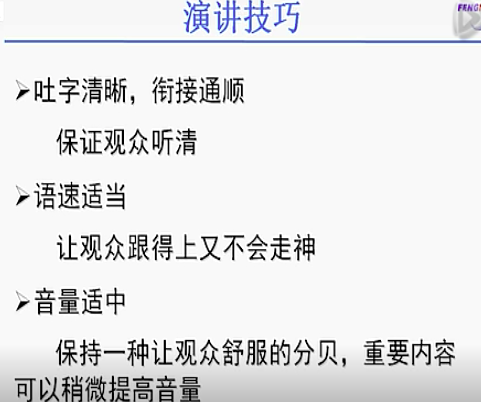 演讲技巧
➢吐字清晰，衔接通顺
保证观众听清
➢语速适当
让观众跟得上又不会走神
➢音量适中
保持一种让观众舒服的分贝，重要内容
可以稍微提高音量